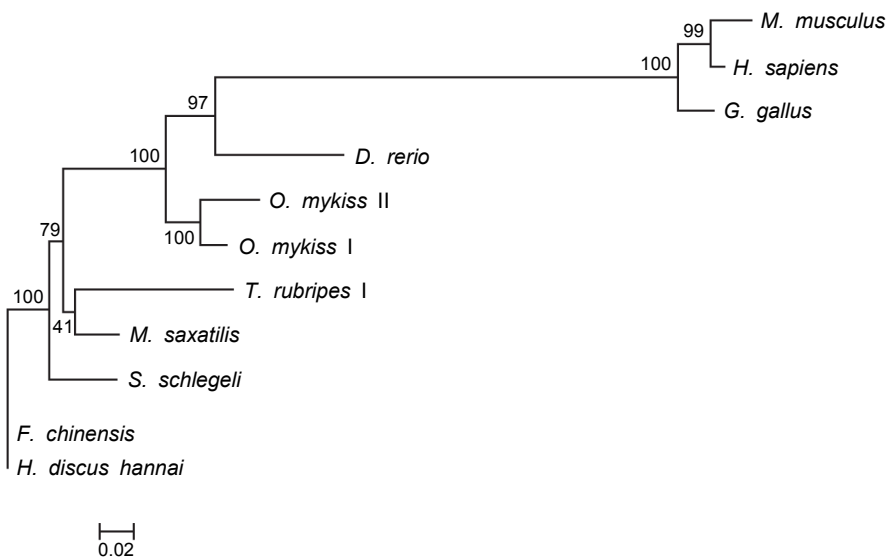 M. musculus
99
H. sapiens
100
G. gallus
97
D. rerio
100
O. mykiss II
100
O. mykiss I
79
T. rubripes I
100
41
M. saxatilis
S. schlegeli
F. chinensis
H. discus hannai
0.02